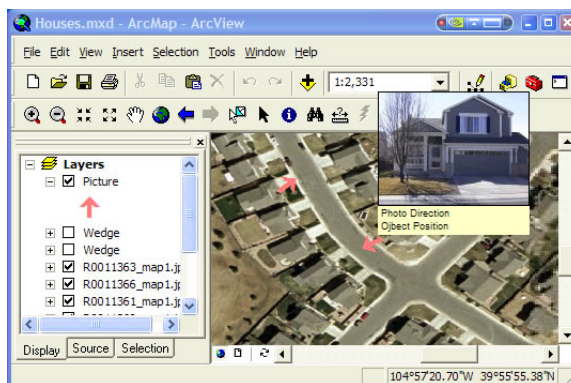 Houses.mxd - ArcMap - ArcView
File Edit View Insert Selection Tools Window Help
1:2,331
Layers
Picture
Wedge
Wedge
R0011363_map1.jp
R0011366_map1.jp
R0011361_map1.jp
Photo Direction
Ojbect Position
Display Source Selection
104°57'20.70"W 39°55'55.38"N